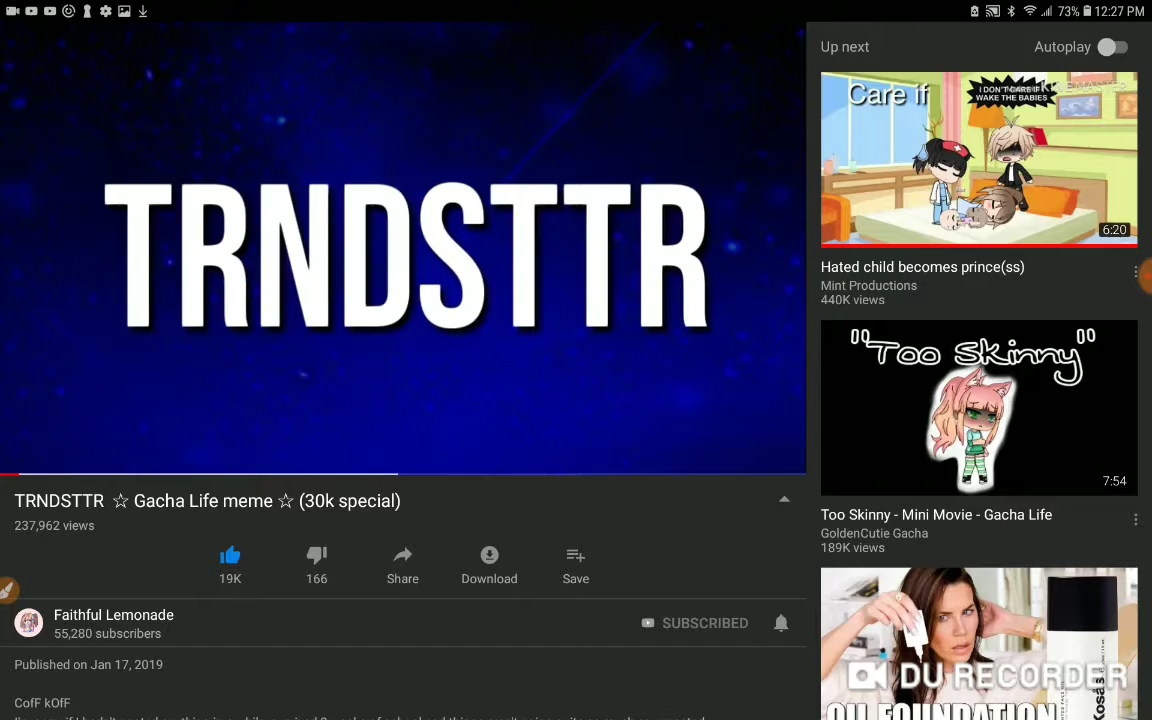 73% 12:27 PM
TRNDSTTR
TRNDSTTR ☆ Gacha Life meme ☆ (30k special)
237,962 views
19K
166
Share
Download
Save
Faithful Lemonade
55,280 subscribers
SUBSCRIBED
Published on Jan 17, 2019
CofF kOfF
Up next
Autoplay
Care if
I DON'T CARE IF I
WAKE THE BABIES
6:20
Hated child becomes prince(ss)
Mint Productions
440K views
"Too Skinny"
7:54
Too Skinny - Mini Movie - Gacha Life
GoldenCutie Gacha
189K views
DU RECORDER
OIL FOUNDATION